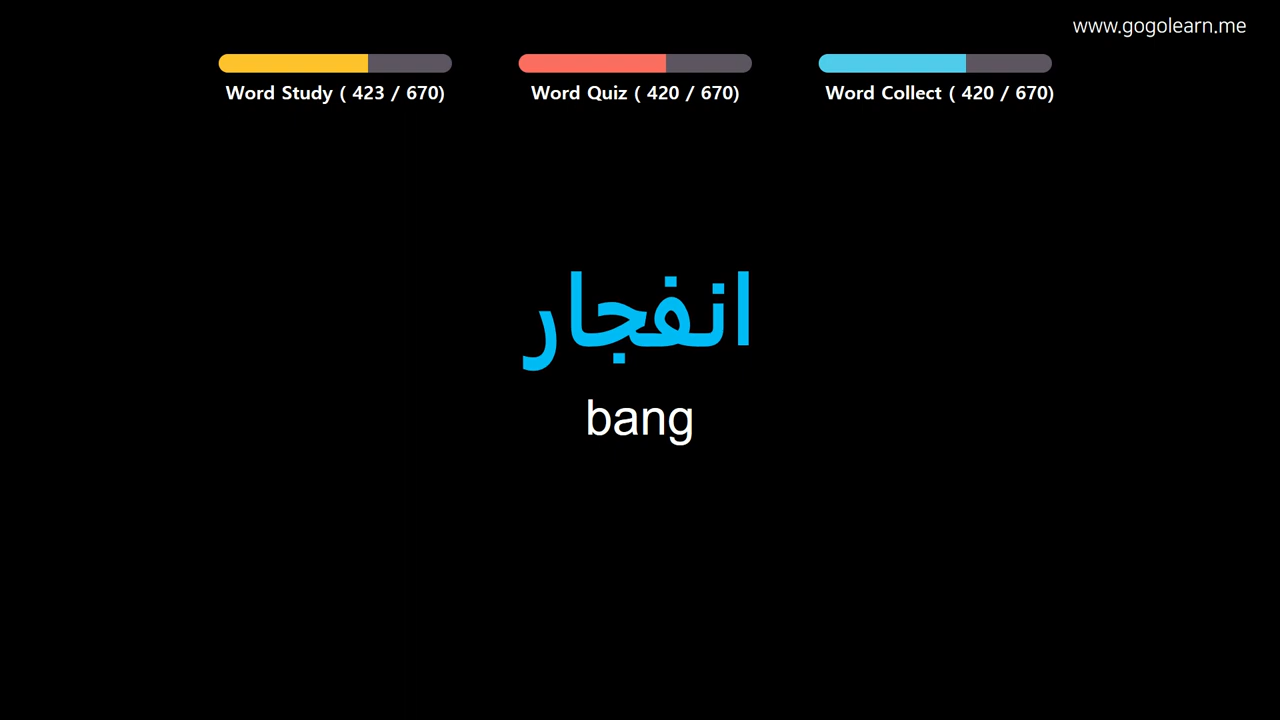 www.gogolearn.me
Word Study ( 423 / 670)
Word Quiz ( 420 / 670)
Word Collect ( 420 / 670)
انفجار
bang